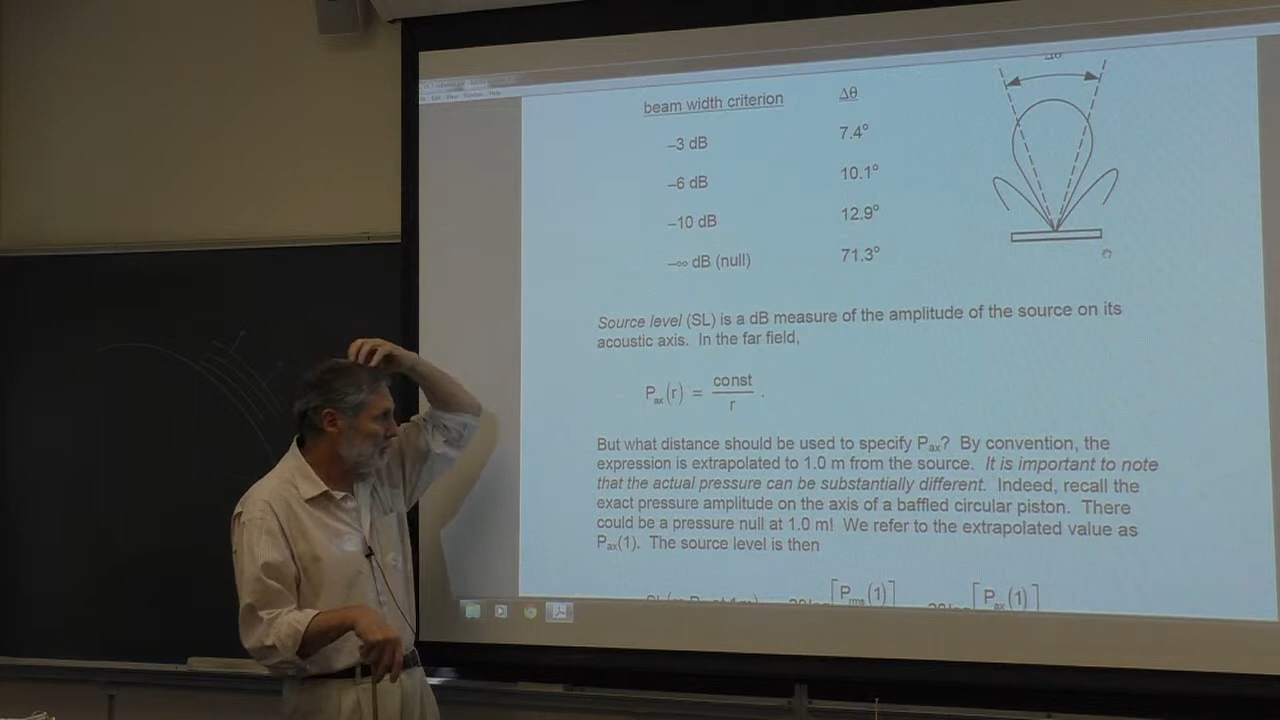 Δθ
beam width criterion Δθ
–3 dB 7.4°
–6 dB 10.1°
–10 dB 12.9°
–∞ dB (null) 71.3°
Source level (SL) is a dB measure of the amplitude of the source on its
acoustic axis. In the far field,
Pax(r) = const / r .
But what distance should be used to specify Pax? By convention, the
expression is extrapolated to 1.0 m from the source. It is important to note
that the actual pressure can be substantially different. Indeed, recall the
exact pressure amplitude on the axis of a baffled circular piston. There
could be a pressure null at 1.0 m! We refer to the extrapolated value as
Pax(1). The source level is then
[Prms(1)] [Pax(1)]